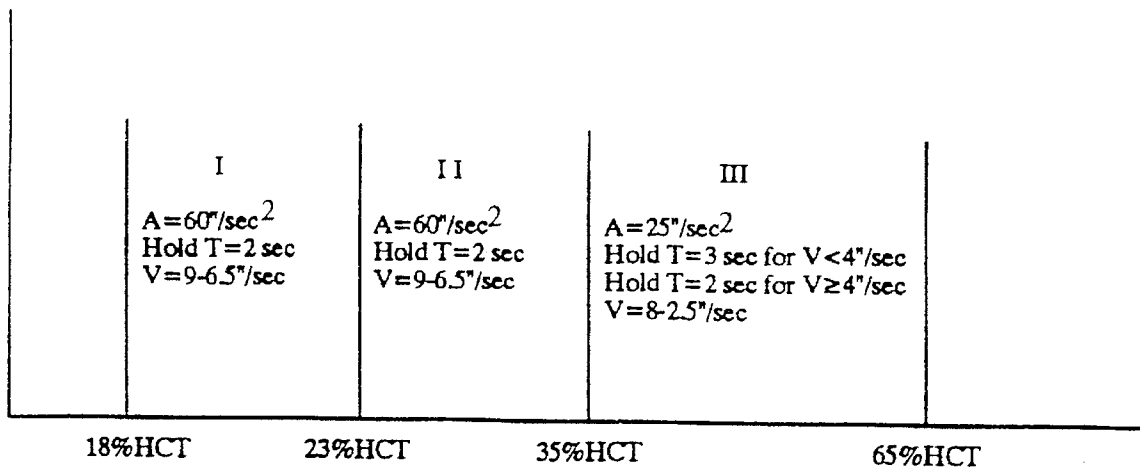 I
A=60"/sec²
Hold T=2 sec
V=9-6.5"/sec
II
A=60"/sec²
Hold T=2 sec
V=9-6.5"/sec
III
A=25"/sec²
Hold T=3 sec for V<4"/sec
Hold T=2 sec for V≥4"/sec
V=8-2.5"/sec
18%HCT 23%HCT 35%HCT 65%HCT